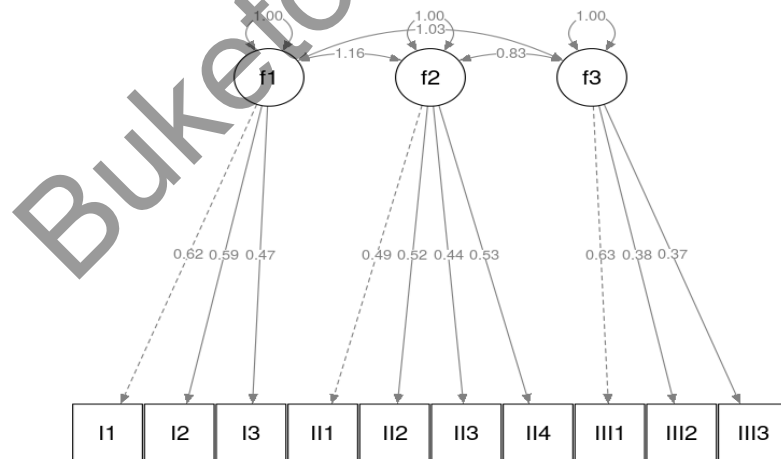 1.00 1.00 1.00
1.03
1.16 0.83
f1 f2 f3
0.62 0.59 0.47 0.49 0.52 0.44 0.53 0.63 0.38 0.37
I1 I2 I3 II1 II2 II3 II4 III1 III2 III3
Buketo